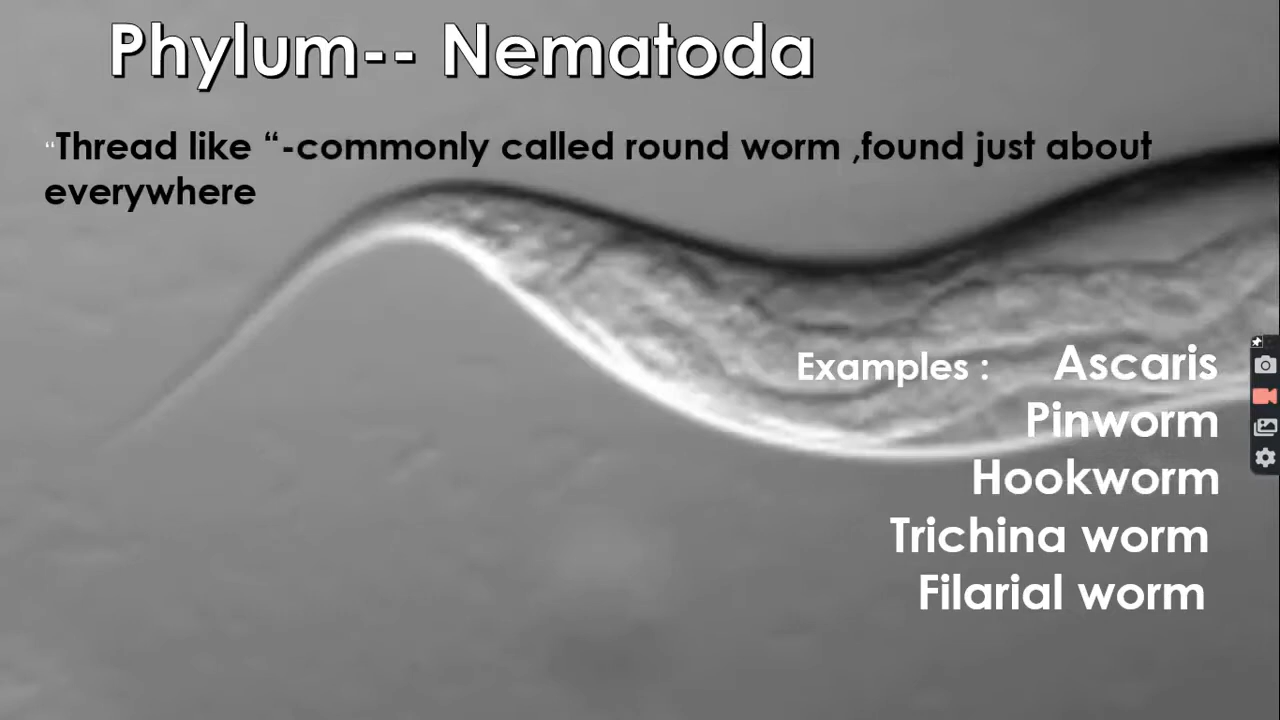 Phylum-- Nematoda
“Thread like “-commonly called round worm ,found just about
everywhere
Examples : Ascaris
Pinworm
Hookworm
Trichina worm
Filarial worm